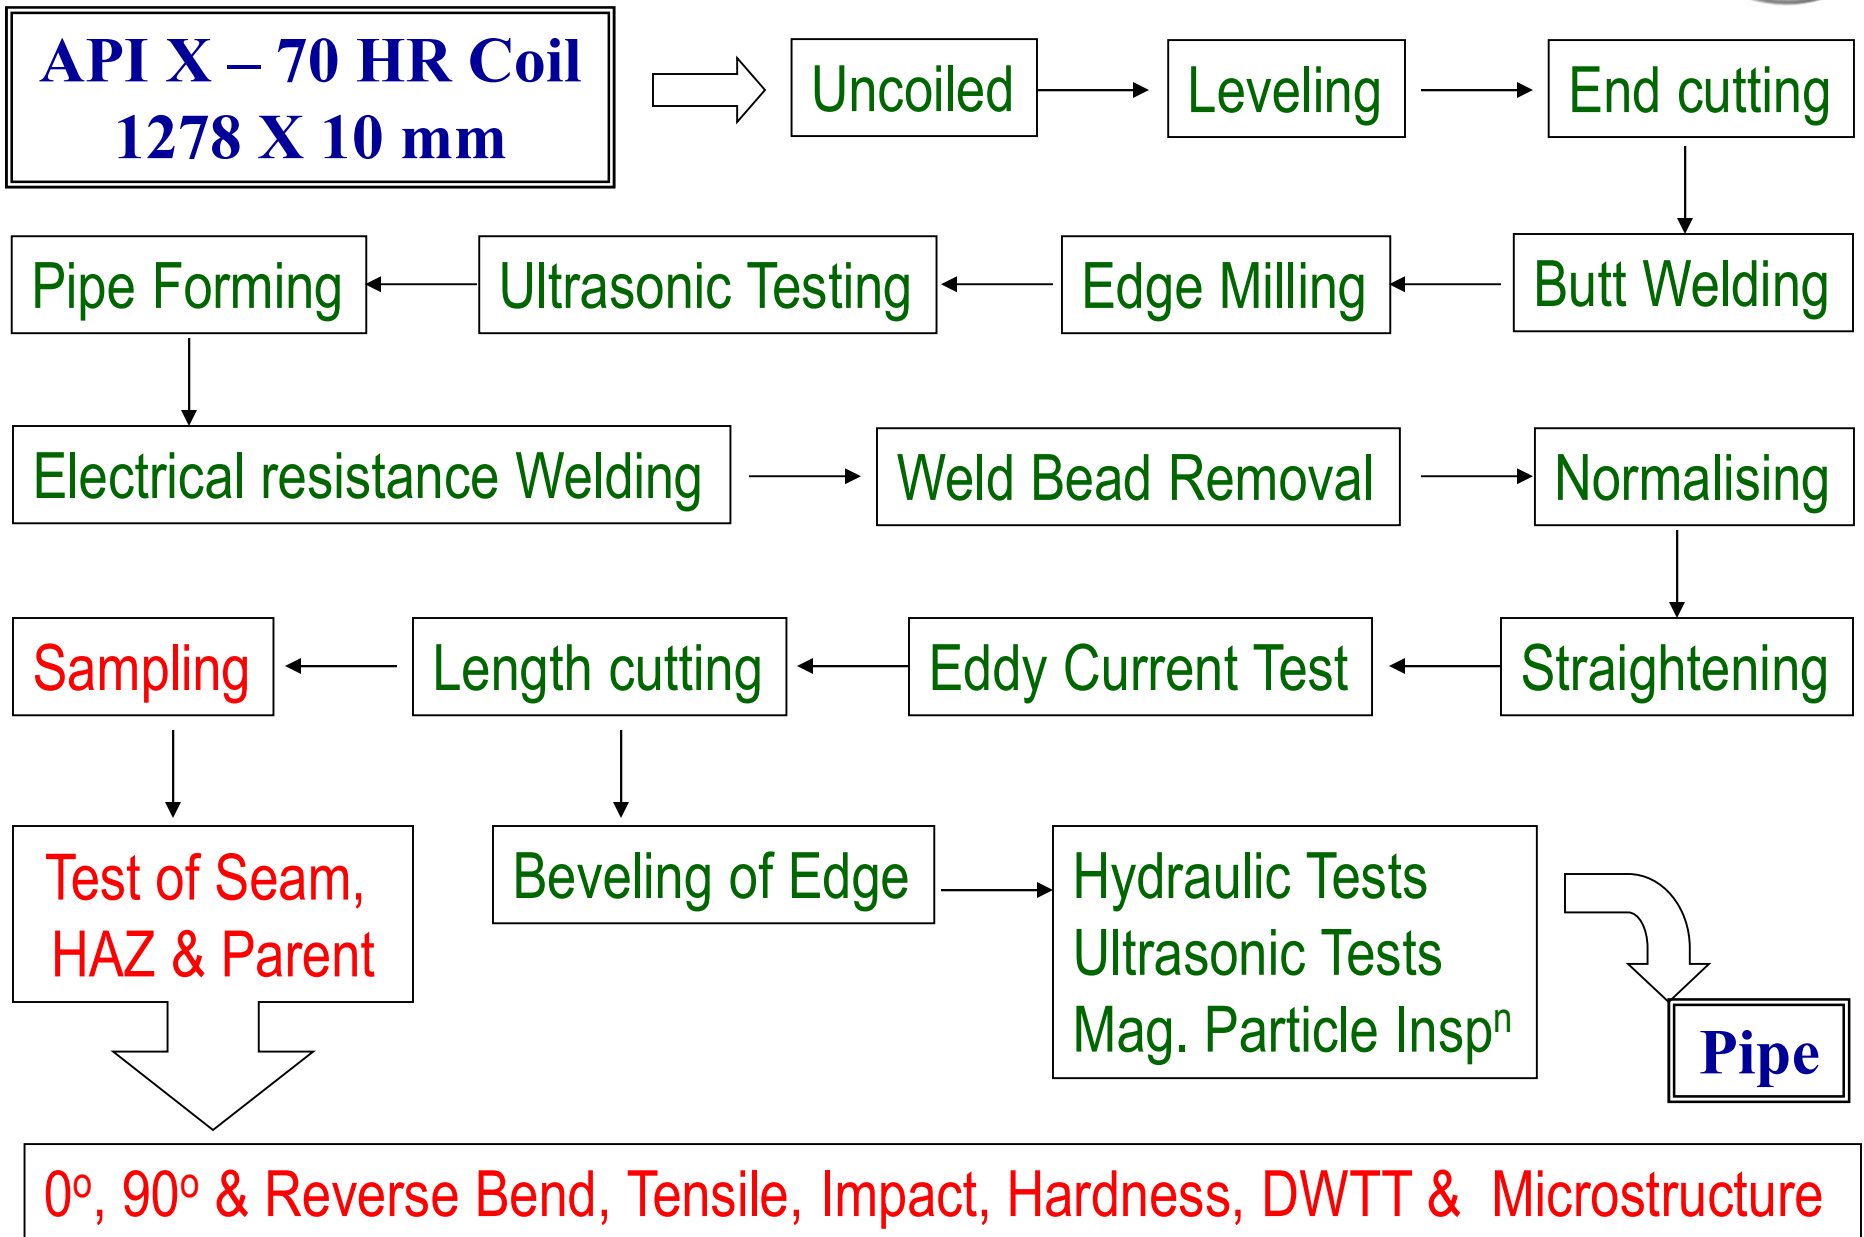 API X – 70 HR Coil
1278 X 10 mm
Uncoiled
Leveling
End cutting
Butt Welding
Edge Milling
Ultrasonic Testing
Pipe Forming
Electrical resistance Welding
Weld Bead Removal
Normalising
Straightening
Eddy Current Test
Length cutting
Sampling
Test of Seam,
HAZ & Parent
Beveling of Edge
Hydraulic Tests
Ultrasonic Tests
Mag. Particle Inspⁿ
Pipe
0º, 90º & Reverse Bend, Tensile, Impact, Hardness, DWTT & Microstructure